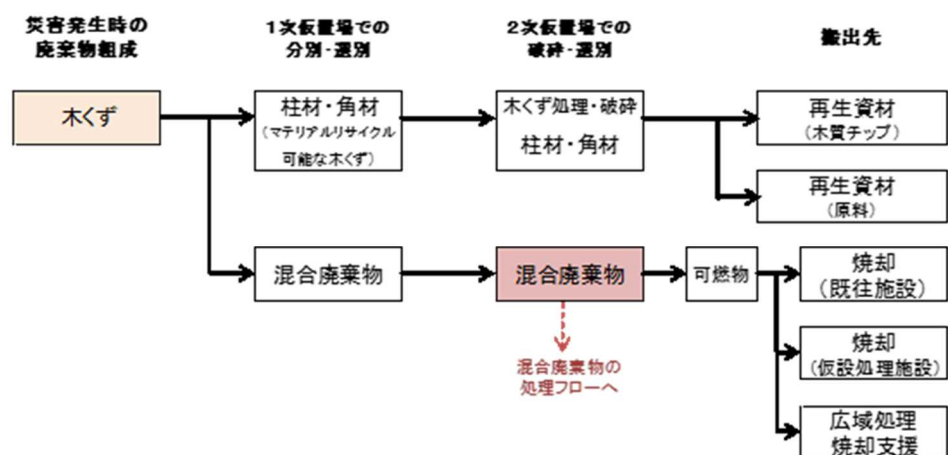 災害発生時の
廃棄物組成
1次仮置場での
分別・選別
2次仮置場での
破砕・選別
搬出先
木くず
柱材・角材
(マテリアルリサイクル
可能な木くず)
木くず処理・破砕
柱材・角材
再生資材
(木質チップ)
再生資材
(原料)
混合廃棄物
混合廃棄物
可燃物
焼却
(既往施設)
焼却
(仮設処理施設)
広域処理
焼却支援
混合廃棄物の
処理フローへ